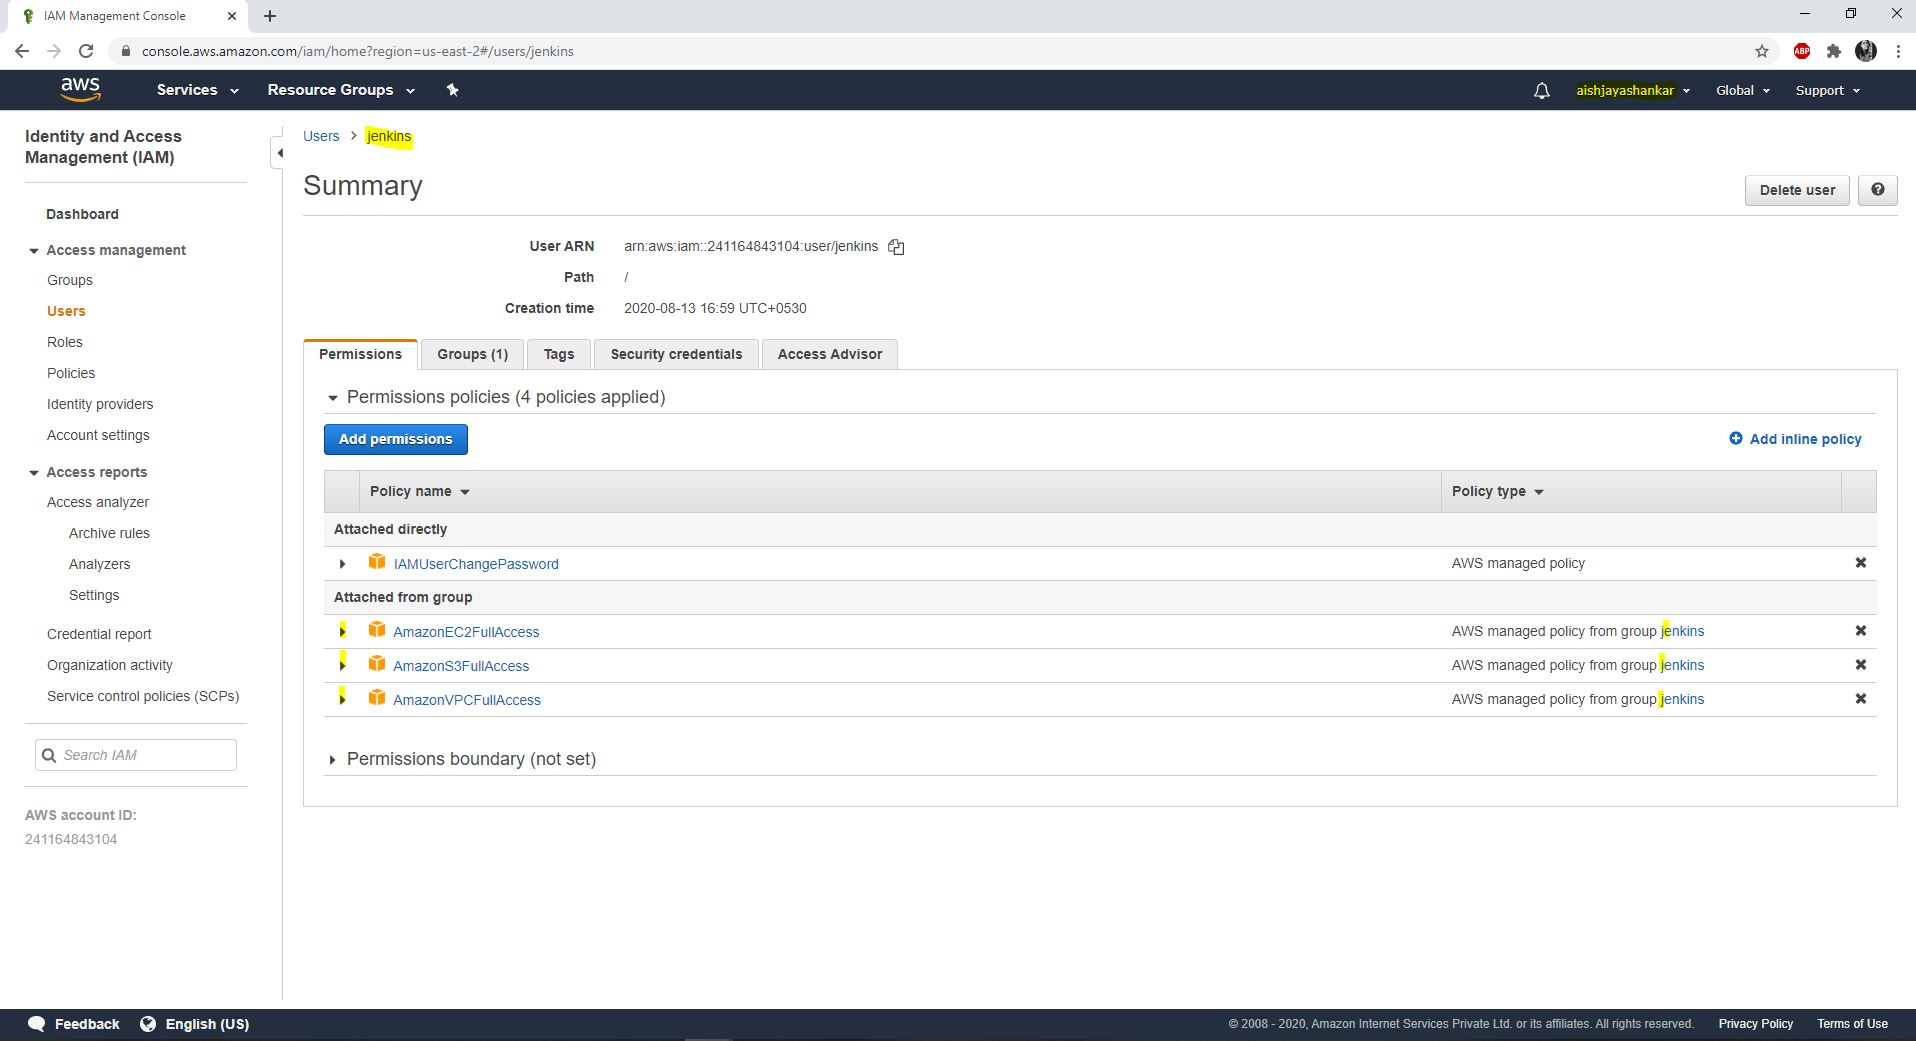 IAM Management Console
console.aws.amazon.com/iam/home?region=us-east-2#/users/jenkins
ABP
aws Services Resource Groups aishjayashankar Global Support
Identity and Access
Management (IAM)
Dashboard
Access management
Groups
Users
Roles
Policies
Identity providers
Account settings
Access reports
Access analyzer
Archive rules
Analyzers
Settings
Credential report
Organization activity
Service control policies (SCPs)
Search IAM
AWS account ID:
241164843104
Users > jenkins
Summary
Delete user
User ARN arn:aws:iam::241164843104:user/jenkins
Path /
Creation time 2020-08-13 16:59 UTC+0530
Permissions Groups (1) Tags Security credentials Access Advisor
Permissions policies (4 policies applied)
Add permissions Add inline policy
Policy name Policy type
Attached directly
IAMUserChangePassword AWS managed policy
Attached from group
AmazonEC2FullAccess AWS managed policy from group jenkins
AmazonS3FullAccess AWS managed policy from group jenkins
AmazonVPCFullAccess AWS managed policy from group jenkins
Permissions boundary (not set)
Feedback English (US) © 2008 - 2020, Amazon Internet Services Private Ltd. or its affiliates. All rights reserved. Privacy Policy Terms of Use